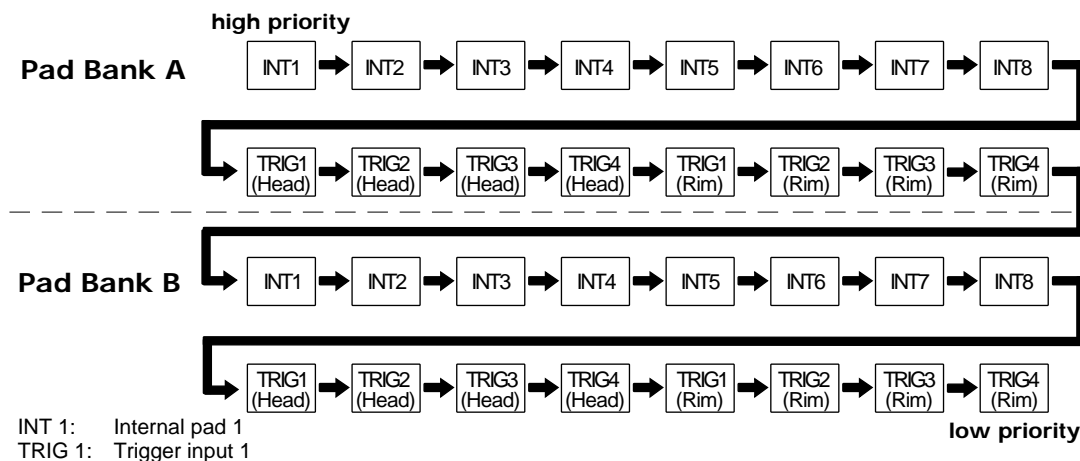 high priority
Pad Bank A
INT1 INT2 INT3 INT4 INT5 INT6 INT7 INT8
TRIG1 TRIG2 TRIG3 TRIG4 TRIG1 TRIG2 TRIG3 TRIG4
(Head) (Head) (Head) (Head) (Rim) (Rim) (Rim) (Rim)
Pad Bank B
INT1 INT2 INT3 INT4 INT5 INT6 INT7 INT8
TRIG1 TRIG2 TRIG3 TRIG4 TRIG1 TRIG2 TRIG3 TRIG4
(Head) (Head) (Head) (Head) (Rim) (Rim) (Rim) (Rim)
low priority
INT 1: Internal pad 1
TRIG 1: Trigger input 1